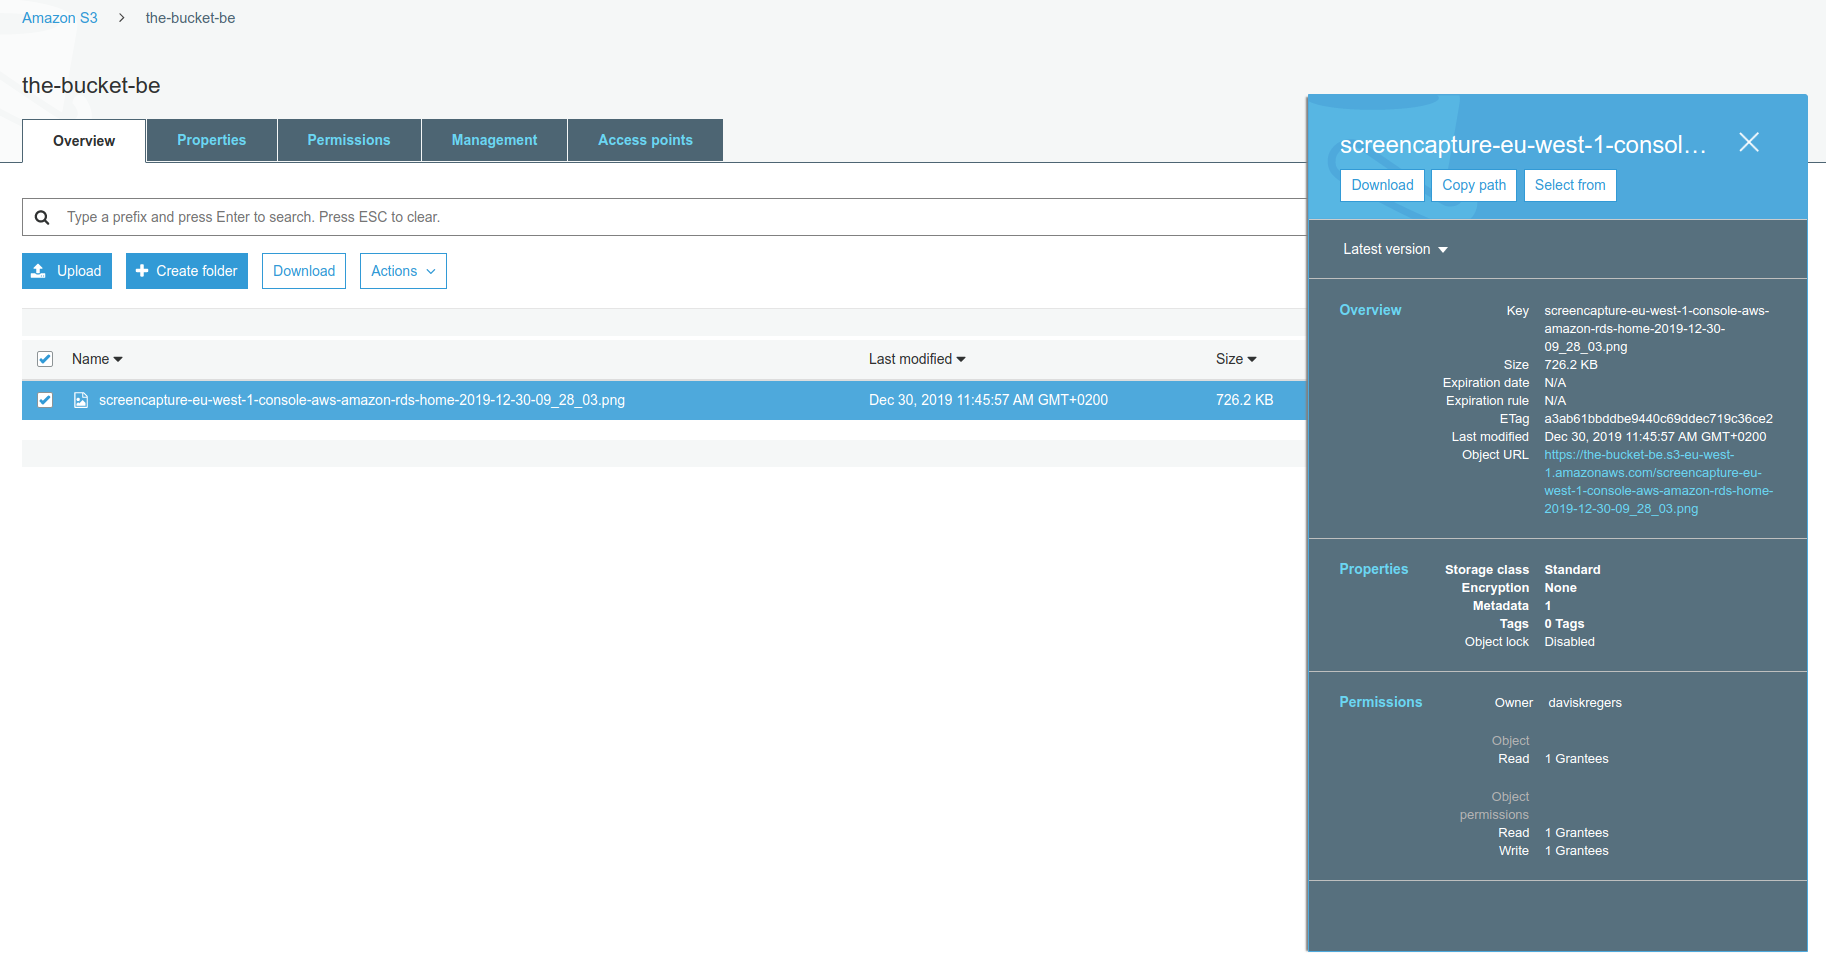 Amazon S3 > the-bucket-be
the-bucket-be
Overview Properties Permissions Management Access points
Type a prefix and press Enter to search. Press ESC to clear.
Upload Create folder Download Actions
Name Last modified Size
screencapture-eu-west-1-console-aws-amazon-rds-home-2019-12-30-09_28_03.png Dec 30, 2019 11:45:57 AM GMT+0200 726.2 KB
screencapture-eu-west-1-consol...
Download Copy path Select from
Latest version
Overview Key screencapture-eu-west-1-console-aws-
amazon-rds-home-2019-12-30-
09_28_03.png
Size 726.2 KB
Expiration date N/A
Expiration rule N/A
ETag a3ab61bbddbe9440c69ddec719c36ce2
Last modified Dec 30, 2019 11:45:57 AM GMT+0200
Object URL https://the-bucket-be.s3-eu-west-
1.amazonaws.com/screencapture-eu-
west-1-console-aws-amazon-rds-home-
2019-12-30-09_28_03.png
Properties Storage class Standard
Encryption None
Metadata 1
Tags 0 Tags
Object lock Disabled
Permissions Owner daviskregers
Object
Read 1 Grantees
Object
permissions
Read 1 Grantees
Write 1 Grantees